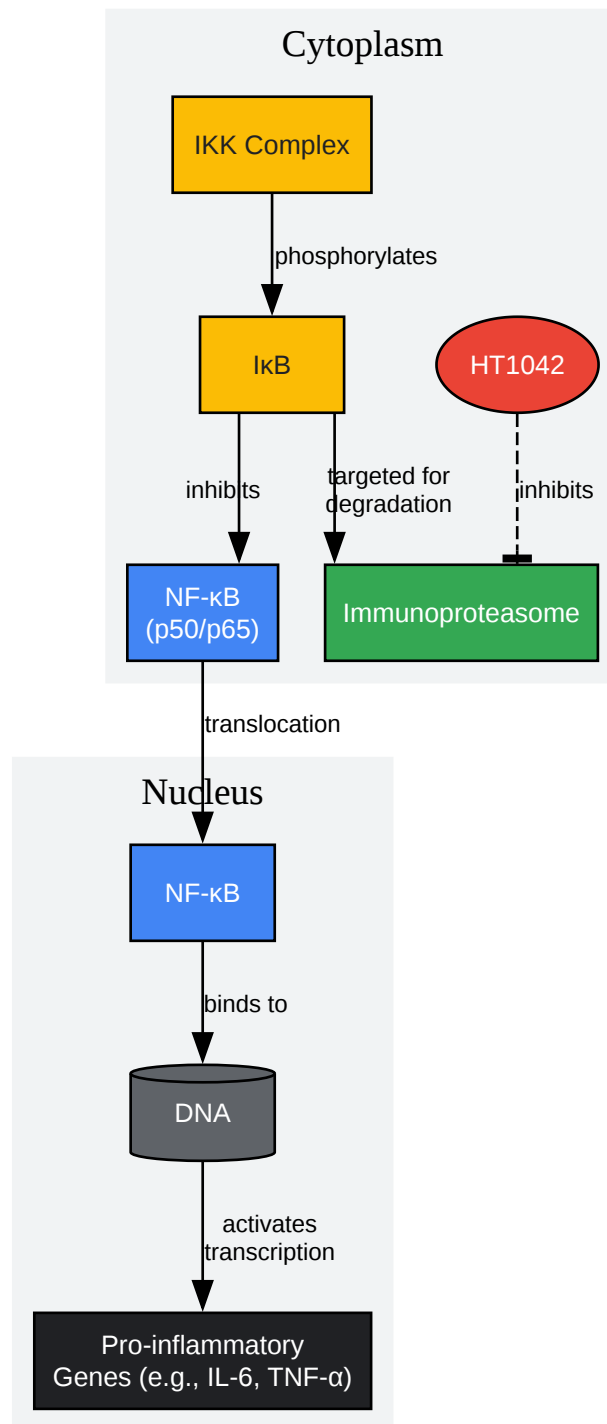 Cytoplasm
IKK Complex
phosphorylates
IκB
HT1042
inhibits
targeted for
degradation
inhibits
NF-κB
(p50/p65)
Immunoproteasome
translocation
Nucleus
NF-κB
binds to
DNA
activates
transcription
Pro-inflammatory
Genes (e.g., IL-6, TNF-α)